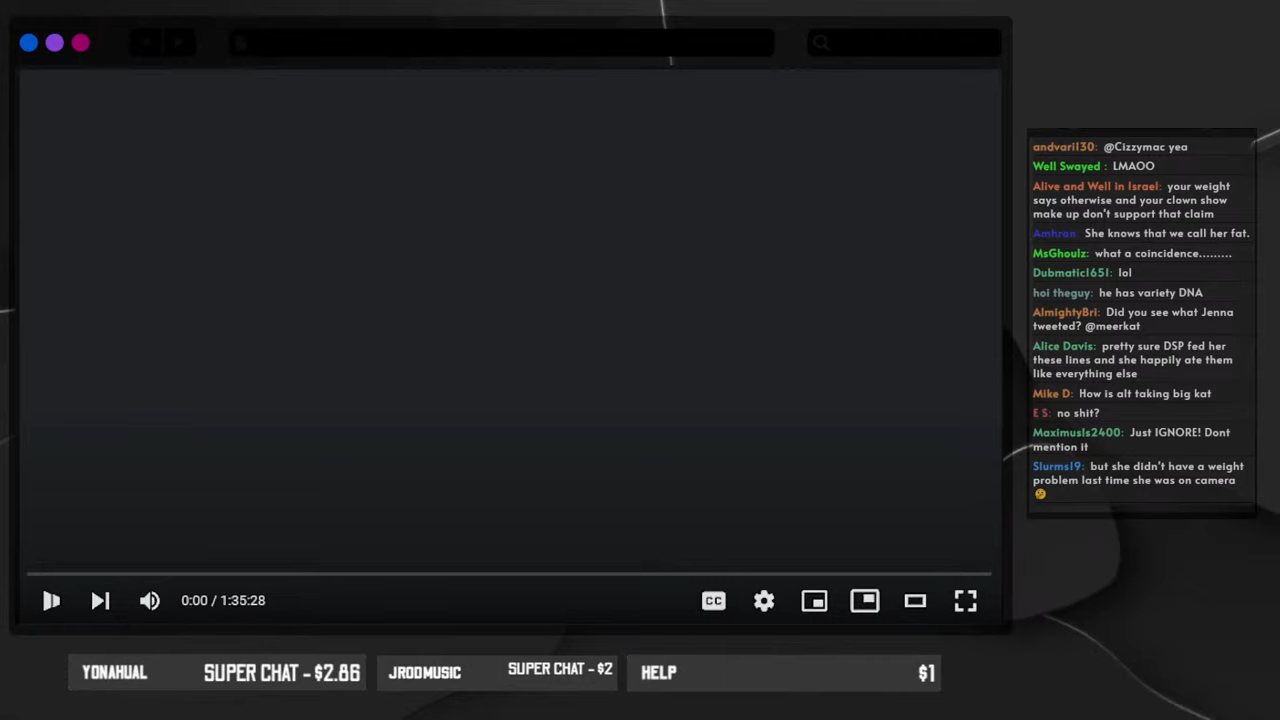 andvari130: @Cizzymac yea
Well Swayed : LMAOO
Alive and Well in Israel: your weight
says otherwise and your clown show
make up don't support that claim
Amhran: She knows that we call her fat.
MsGhoulz: what a coincidence.........
Dubmatic1651: lol
hoi theguy: he has variety DNA
AlmightyBri: Did you see what Jenna
tweeted? @meerkat
Alice Davis: pretty sure DSP fed her
these lines and she happily ate them
like everything else
Mike D: How is alt taking big kat
E S: no shit?
Maximusls2400: Just IGNORE! Dont
mention it
Slurms19: but she didn't have a weight
problem last time she was on camera
🤔
0:00 / 1:35:28
CC
YONAHUAL SUPER CHAT - $2.86
JRODMUSIC SUPER CHAT - $2
HELP $1